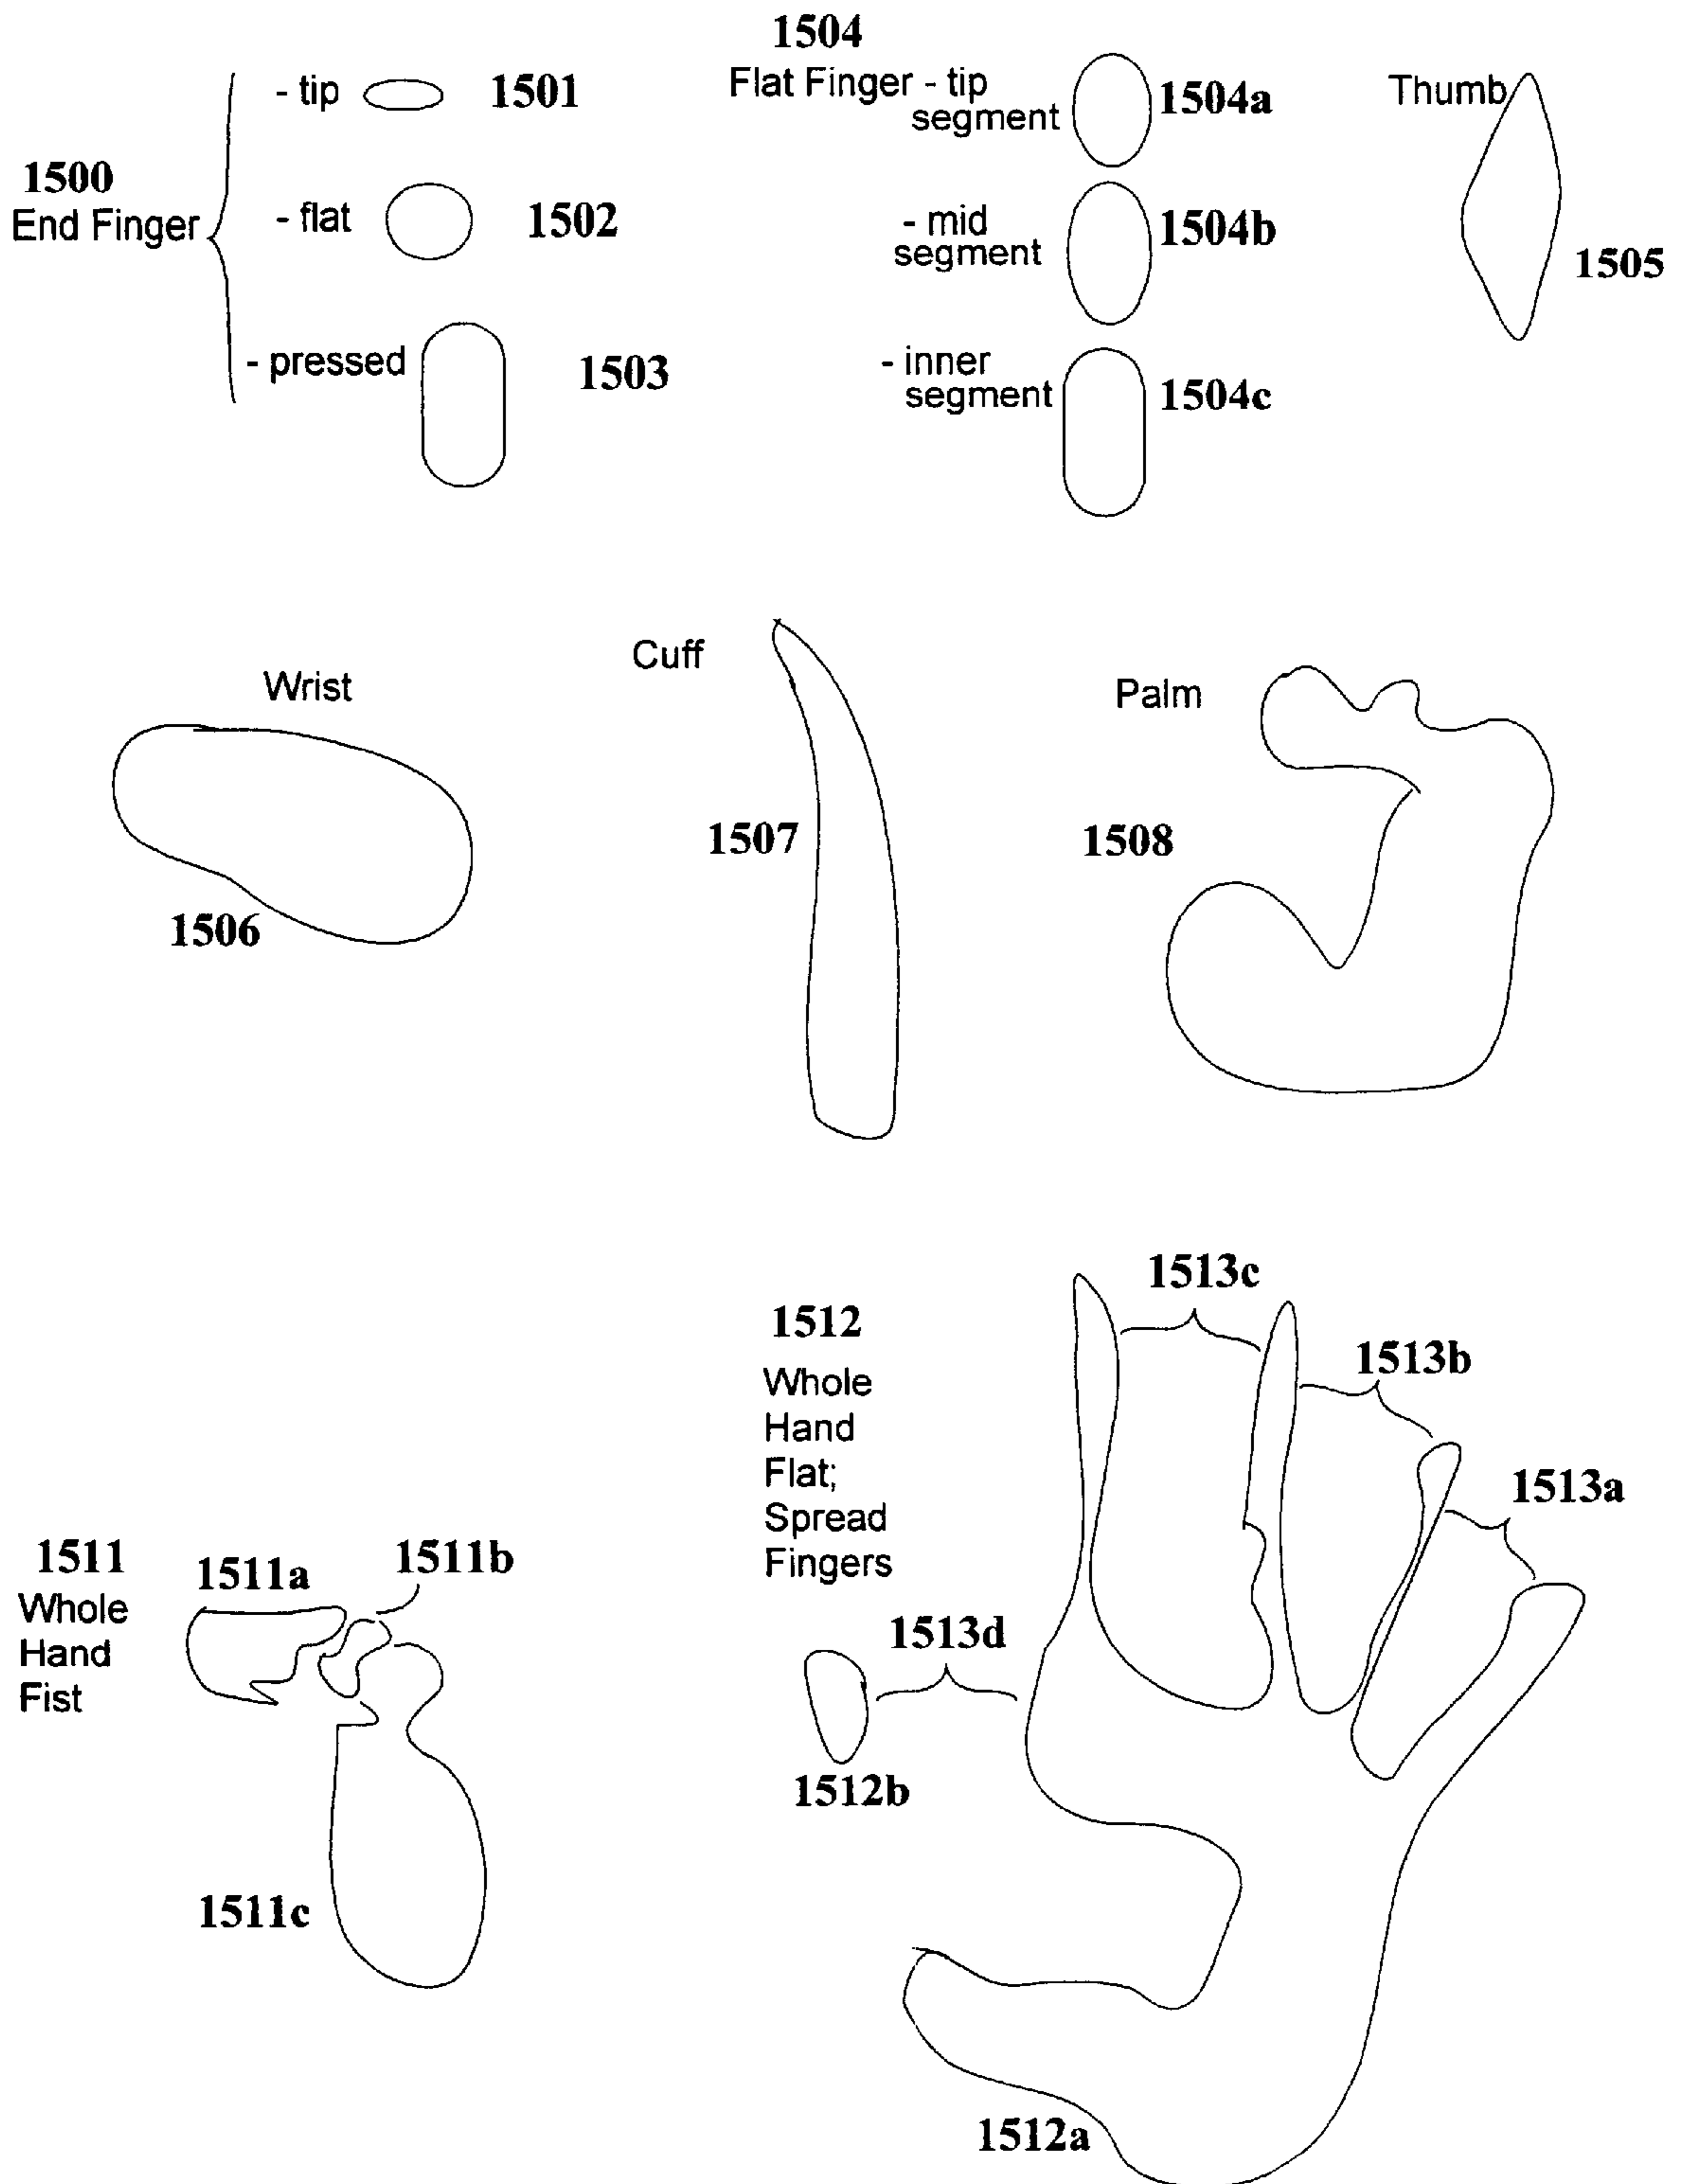 1500
End Finger
- tip
1501
- flat
1502
- pressed
1503
1504
Flat Finger - tip
segment
1504a
- mid
segment
1504b
- inner
segment
1504c
Thumb
1505
Wrist
1506
Cuff
1507
Palm
1508
1511
Whole
Hand
Fist
1511a
1511b
1511c
1512
Whole
Hand
Flat;
Spread
Fingers
1513c
1513b
1513a
1513d
1512b
1512a